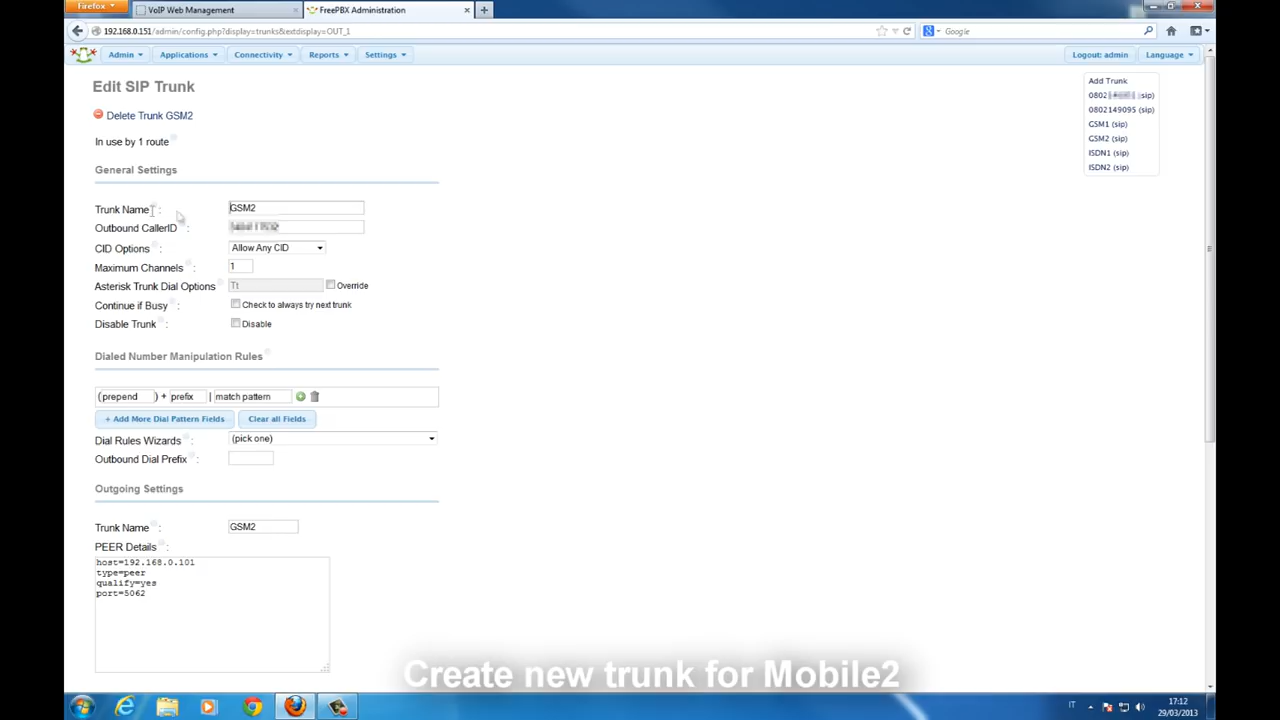 Firefox
VoIP Web Management
FreePBX Administration
192.168.0.151/admin/config.php?display=trunks&extdisplay=OUT_1
Google
Admin
Applications
Connectivity
Reports
Settings
Logout: admin
Language
Edit SIP Trunk
Delete Trunk GSM2
In use by 1 route
General Settings
Trunk Name : GSM2
Outbound CallerID :
CID Options : Allow Any CID
Maximum Channels : 1
Asterisk Trunk Dial Options Tt Override
Continue if Busy : Check to always try next trunk
Disable Trunk : Disable
Dialed Number Manipulation Rules
(prepend ) + prefix | match pattern
+ Add More Dial Pattern Fields Clear all Fields
Dial Rules Wizards : (pick one)
Outbound Dial Prefix :
Outgoing Settings
Trunk Name : GSM2
PEER Details :
host=192.168.0.101
type=peer
qualify=yes
port=5062
Add Trunk
0802 (sip)
0802149095 (sip)
GSM1 (sip)
GSM2 (sip)
ISDN1 (sip)
ISDN2 (sip)
Create new trunk for Mobile2
IT
17:12
29/03/2013